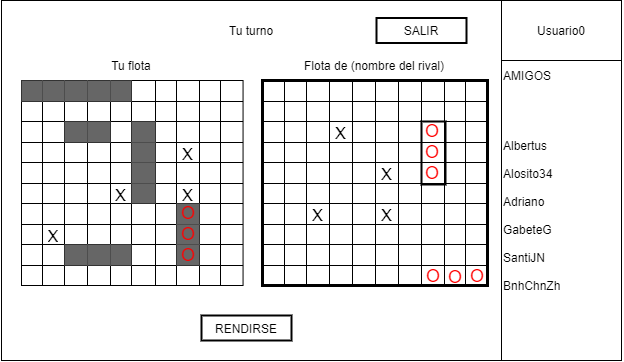 Tu turno
SALIR
Usuario0
Tu flota
Flota de (nombre del rival)
AMIGOS
X
O
X
O
Albertus
X
O
Alosito34
X
X
Adriano
O
X
X
O
GabeteG
X
O
SantiJN
O
O
O
BnhChnZh
RENDIRSE